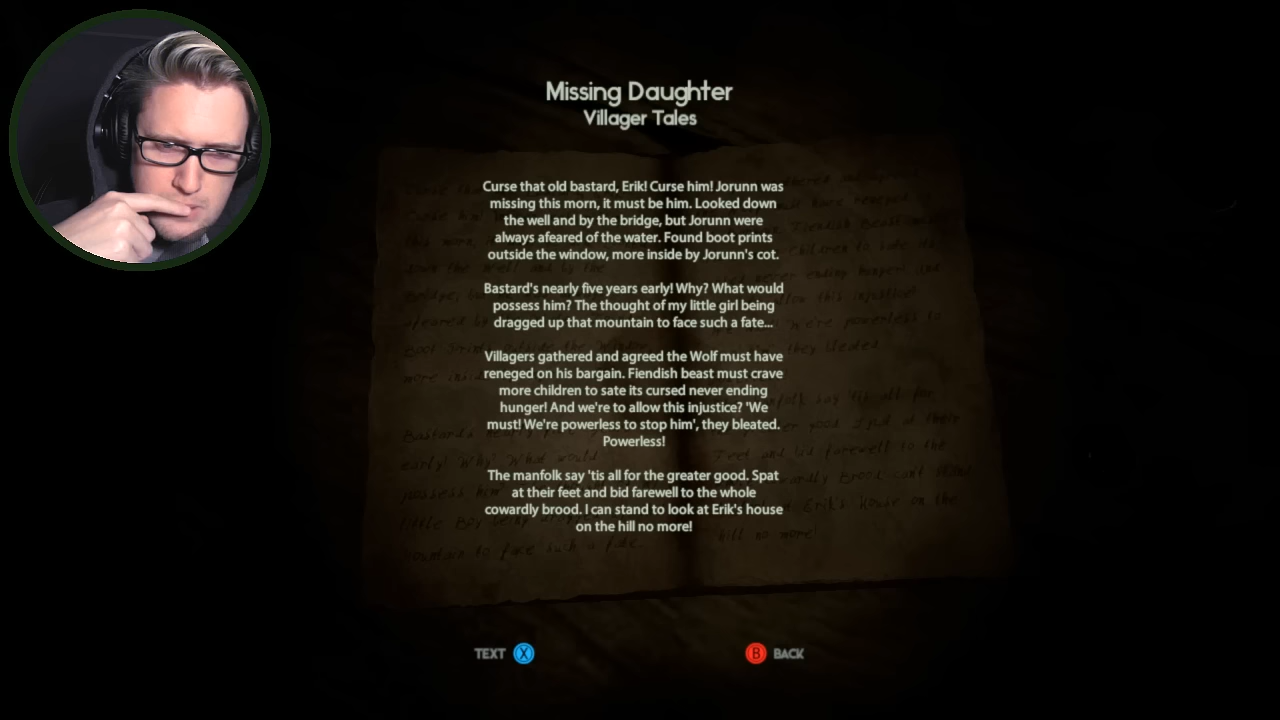 Missing Daughter
Villager Tales
Curse that old bastard, Erik! Curse him! Jorunn was
missing this morn, it must be him. Looked down
the well and by the bridge, but Jorunn were
always afeared of the water. Found boot prints
outside the window, more inside by Jorunn's cot.
Bastard's nearly five years early! Why? What would
possess him? The thought of my little girl being
dragged up that mountain to face such a fate...
Villagers gathered and agreed the Wolf must have
reneged on his bargain. Fiendish beast must crave
more children to sate its cursed never ending
hunger! And we're to allow this injustice? 'We
must! We're powerless to stop him', they bleated.
Powerless!
The manfolk say 'tis all for the greater good. Spat
at their feet and bid farewell to the whole
cowardly brood. I can stand to look at Erik's house
on the hill no more!
TEXT X
B BACK